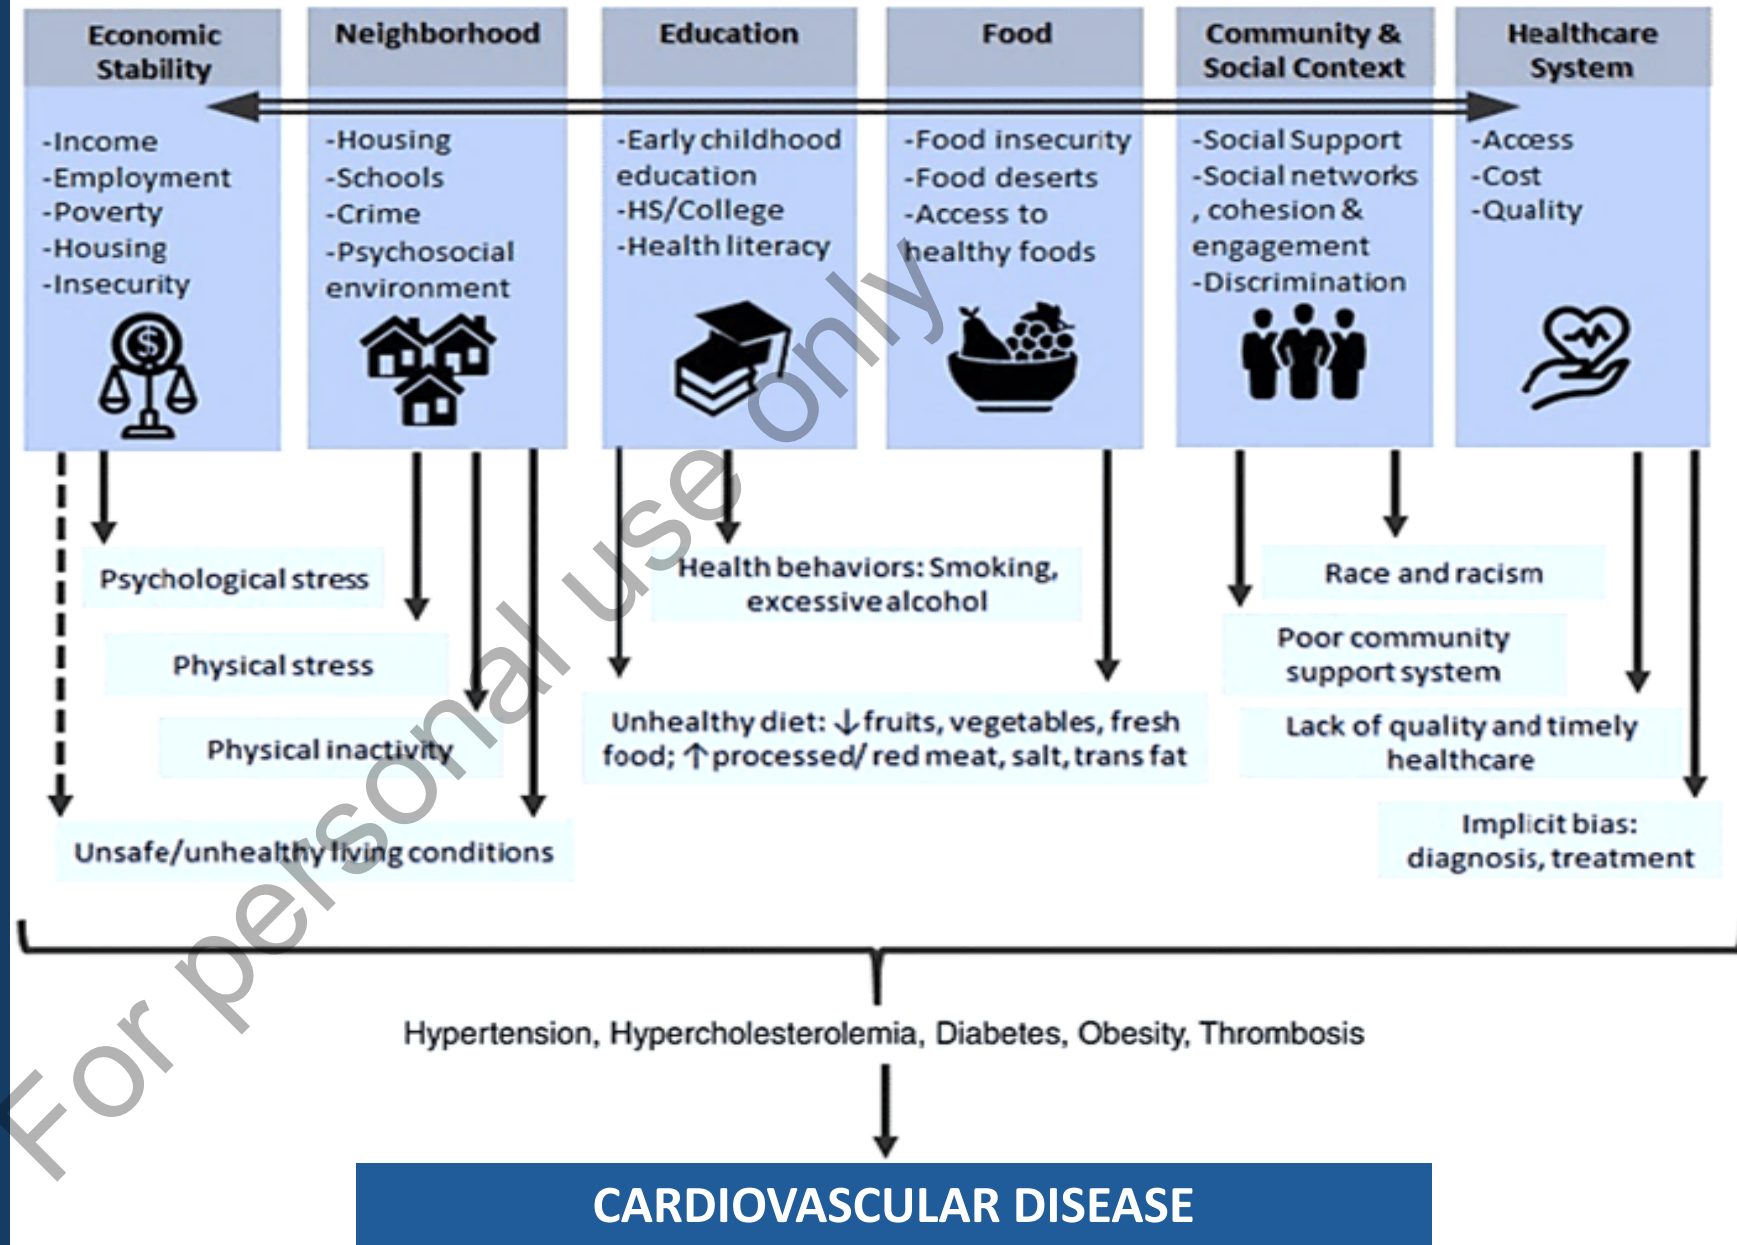 Economic
Stability
-Income
-Employment
-Poverty
-Housing
-Insecurity
$
Neighborhood
-Housing
-Schools
-Crime
-Psychosocial
environment
Education
-Early childhood
education
-HS/College
-Health literacy
Food
-Food insecurity
-Food deserts
-Access to
healthy foods
Community &
Social Context
-Social Support
-Social networks
, cohesion &
engagement
-Discrimination
Healthcare
System
-Access
-Cost
-Quality
Psychological stress
Physical stress
Physical inactivity
Unsafe/unhealthy living conditions
Health behaviors: Smoking,
excessive alcohol
Unhealthy diet: ↓ fruits, vegetables, fresh
food; ↑ processed/ red meat, salt, trans fat
Race and racism
Poor community
support system
Lack of quality and timely
healthcare
Implicit bias:
diagnosis, treatment
Hypertension, Hypercholesterolemia, Diabetes, Obesity, Thrombosis
CARDIOVASCULAR DISEASE
For personal use only